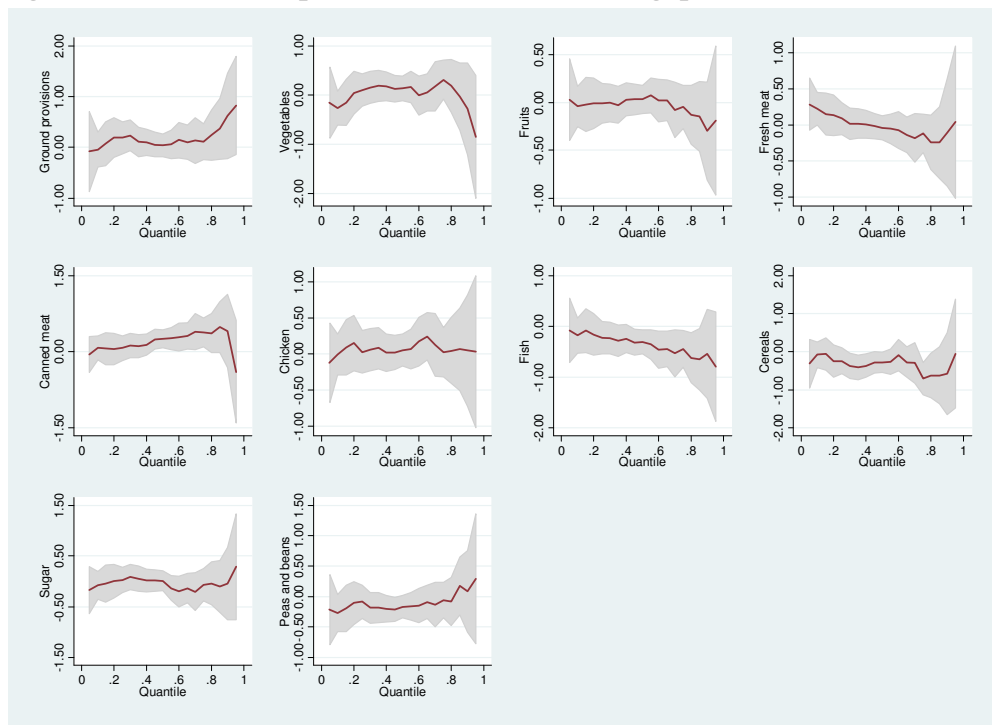 Ground provisions
2.00
1.00
0.00
-1.00
0 .2 .4 .6 .8 1
Quantile
Vegetables
1.00
0.00
-1.00
-2.00
0 .2 .4 .6 .8 1
Quantile
Fruits
0.50
0.00
-0.50
-1.00
0 .2 .4 .6 .8 1
Quantile
Fresh meat
1.00
0.50
0.00
-0.50
-1.00
0 .2 .4 .6 .8 1
Quantile
Canned meat
1.50
0.00
-1.50
0 .2 .4 .6 .8 1
Quantile
Chicken
1.00
0.50
0.00
-0.50
-1.00
0 .2 .4 .6 .8 1
Quantile
Fish
1.00
0.00
-1.00
-2.00
0 .2 .4 .6 .8 1
Quantile
Cereals
2.00
1.00
0.00
-1.00
-2.00
0 .2 .4 .6 .8 1
Quantile
Sugar
1.50
0.50
-0.50
-1.50
0 .2 .4 .6 .8 1
Quantile
Peas and beans
1.50
1.00
0.50
0.00
-0.50
-1.00
0 .2 .4 .6 .8 1
Quantile